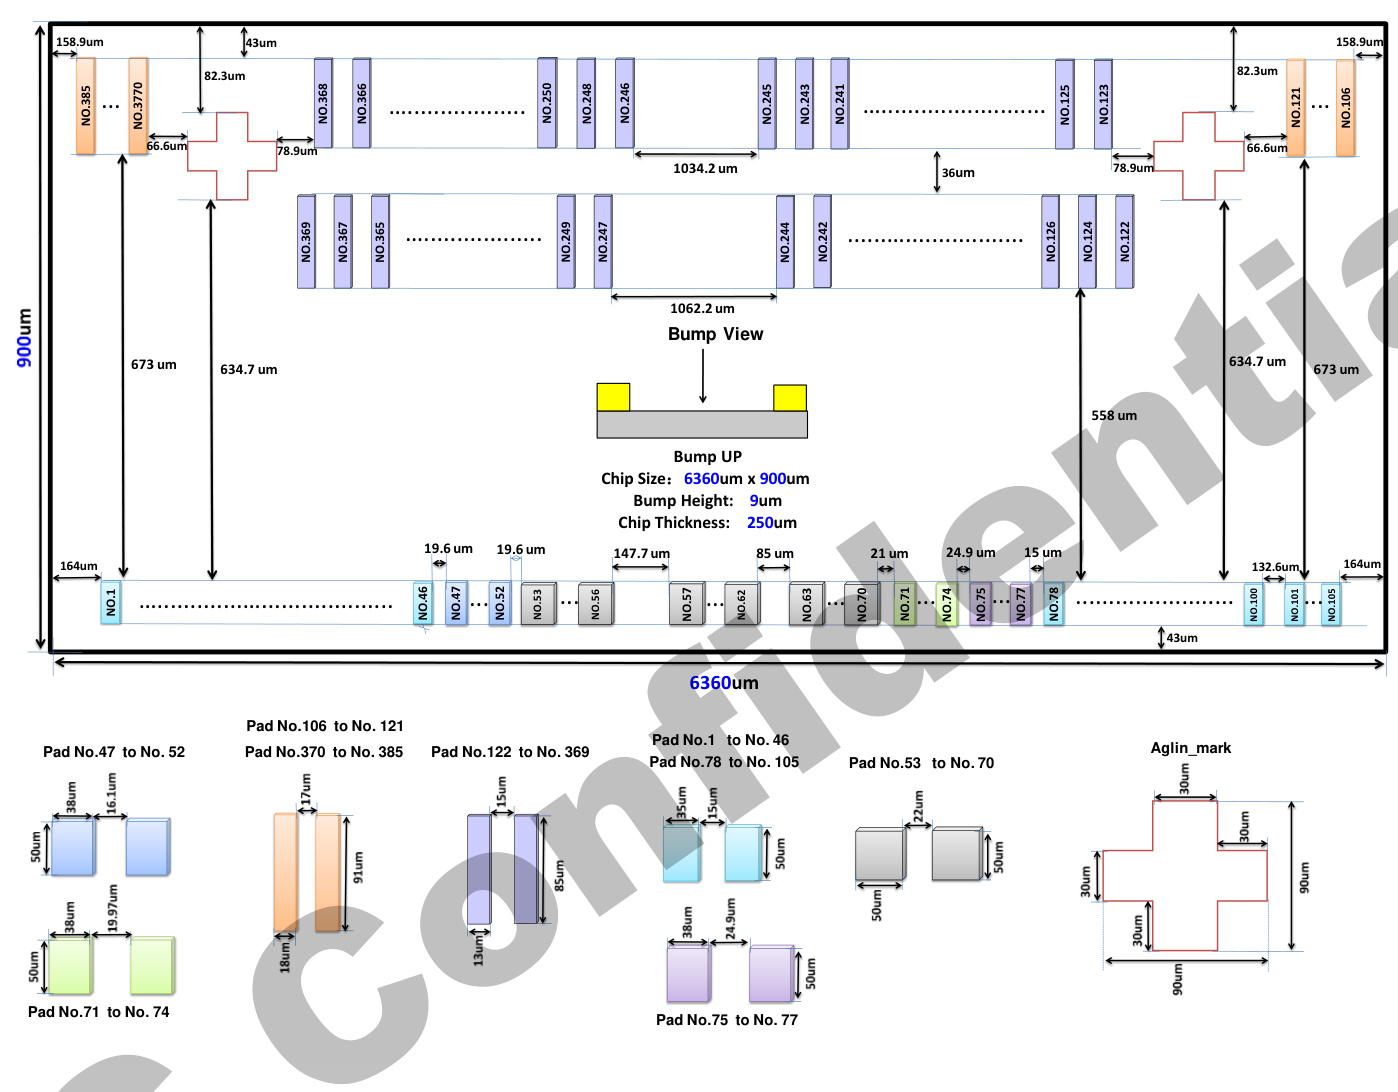 158.9um
43um
82.3um
NO.385
...
NO.3770
66.6um
78.9um
NO.368
NO.366
NO.250
NO.248
NO.246
1034.2 um
NO.245
NO.243
NO.241
NO.125
NO.123
36um
78.9um
82.3um
66.6um
158.9um
NO.121
...
NO.106
NO.369
NO.367
NO.365
NO.249
NO.247
1062.2 um
NO.244
NO.242
NO.126
NO.124
NO.122
900um
673 um
634.7 um
Bump View
Bump UP
Chip Size: 6360um x 900um
Bump Height: 9um
Chip Thickness: 250um
558 um
634.7 um
673 um
164um
19.6 um
19.6 um
147.7 um
85 um
21 um
24.9 um
15 um
132.6um
164um
NO.1
NO.46
NO.47
...
NO.52
NO.53
...
NO.56
NO.57
...
NO.62
NO.63
...
NO.70
NO.71
...
NO.74
NO.75
...
NO.77
NO.78
NO.100
NO.101
...
NO.105
43um
6360um
Pad No.47 to No. 52
38um
16.1um
50um
38um
19.97um
50um
Pad No.71 to No. 74
Pad No.106 to No. 121
Pad No.370 to No. 385
17um
91um
18um
Pad No.122 to No. 369
15um
85um
13um
Pad No.1 to No. 46
Pad No.78 to No. 105
35um
15um
50um
38um
24.9um
50um
Pad No.75 to No. 77
Pad No.53 to No. 70
22um
50um
50um
Aglin_mark
30um
30um
30um
30um
90um
90um
Confidentia